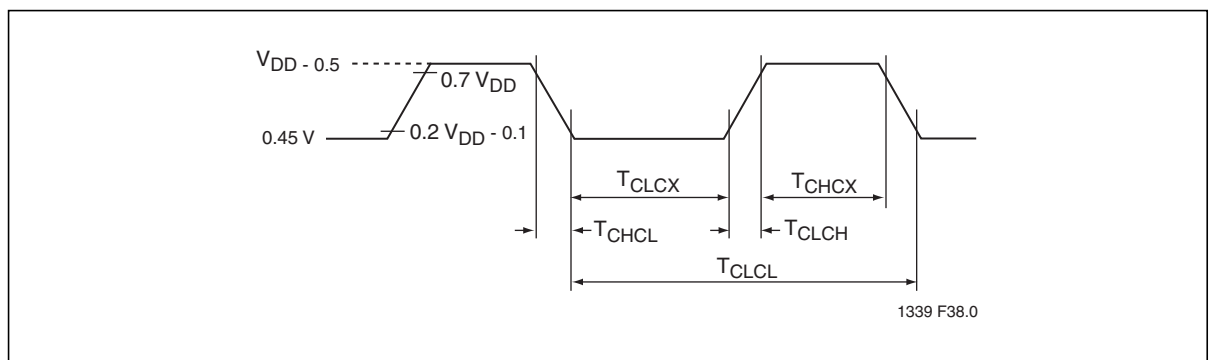 VDD - 0.5
0.7 VDD
0.45 V
0.2 VDD - 0.1
TCLCX
TCHCX
TCHCL
TCLCH
TCLCL
1339 F38.0